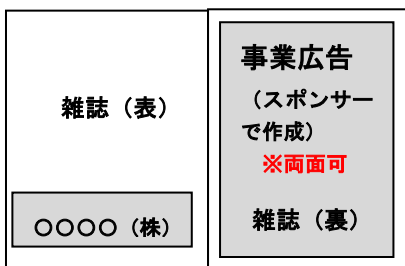 雑誌（表）
○○○○（株）
事業広告
（スポンサー
で作成）
※両面可
雑誌（裏）